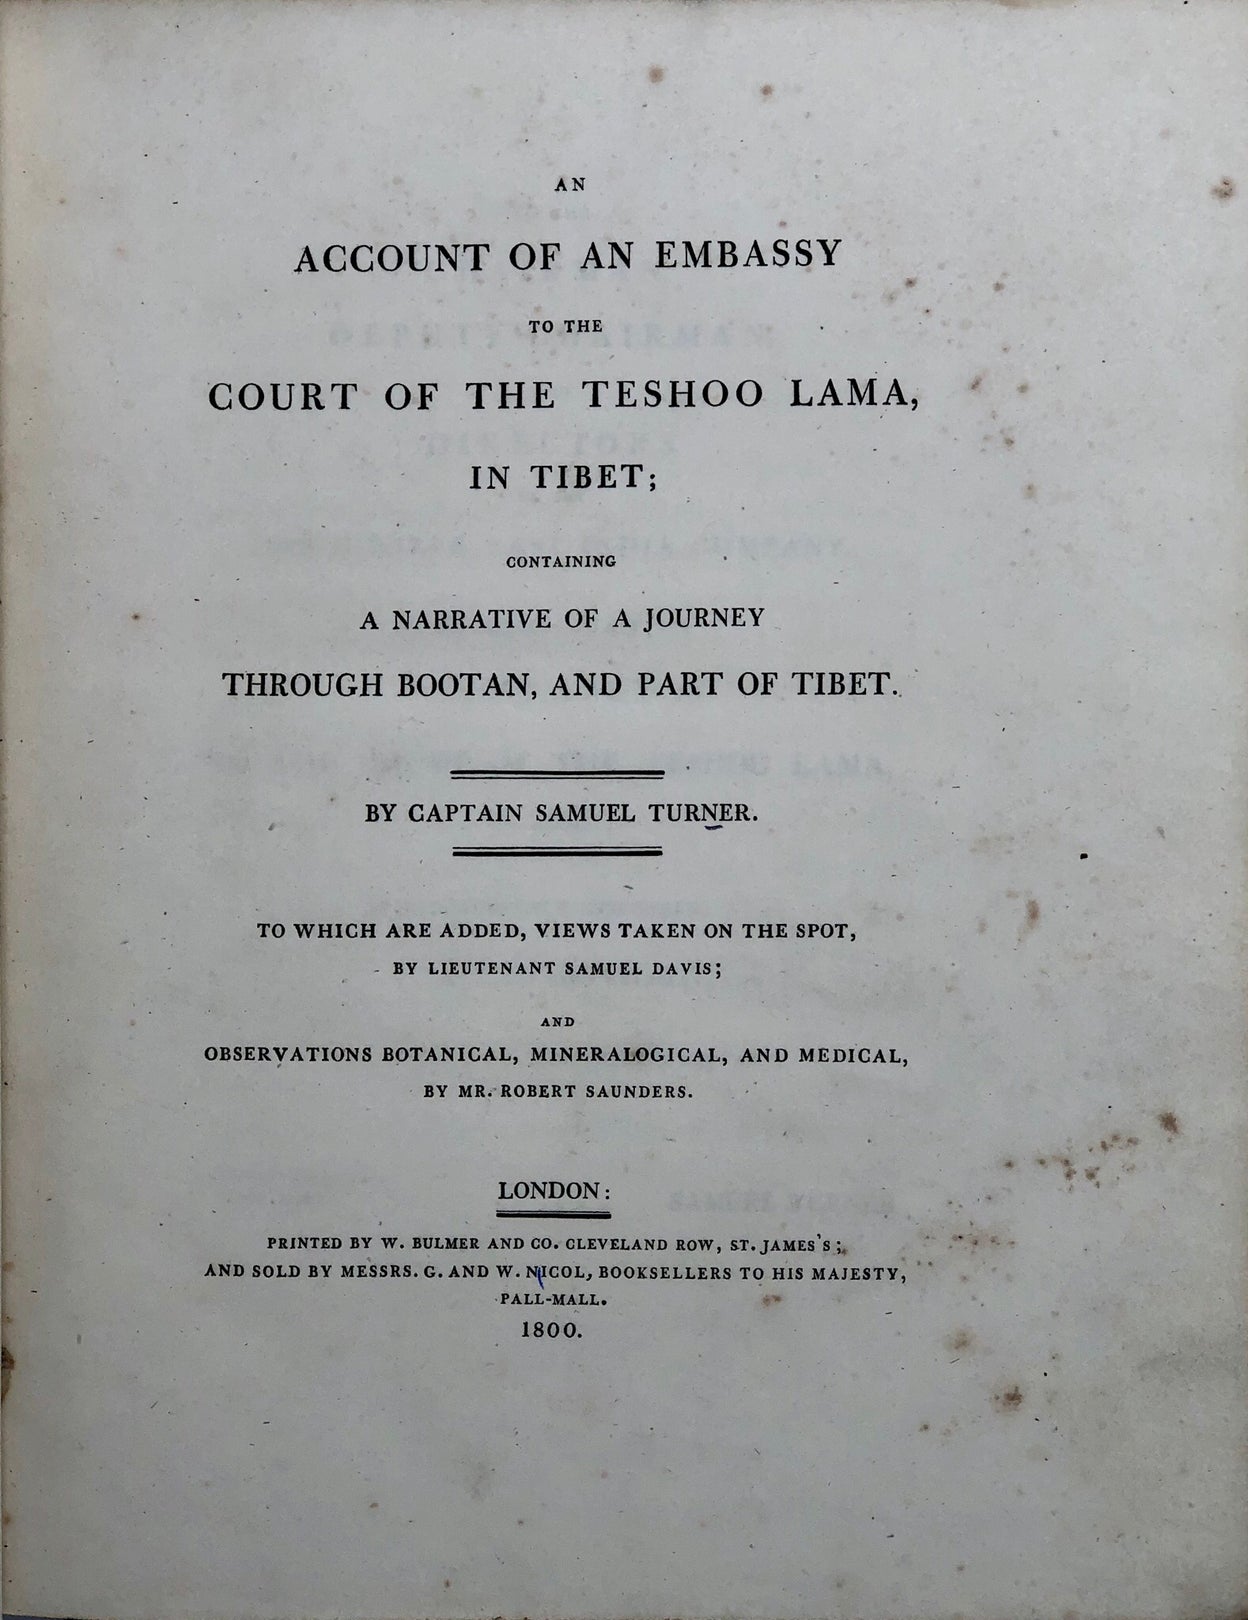 AN
ACCOUNT OF AN EMBASSY
TO THE
COURT OF THE TESHOO LAMA,
IN TIBET;
CONTAINING
A NARRATIVE OF A JOURNEY
THROUGH BOOTAN, AND PART OF TIBET.
BY CAPTAIN SAMUEL TURNER.
TO WHICH ARE ADDED, VIEWS TAKEN ON THE SPOT,
BY LIEUTENANT SAMUEL DAVIS;
AND
OBSERVATIONS BOTANICAL, MINERALOGICAL, AND MEDICAL,
BY MR. ROBERT SAUNDERS.
LONDON:
PRINTED BY W. BULMER AND CO. CLEVELAND ROW, ST. JAMES'S;
AND SOLD BY MESSRS. G. AND W. NICOL, BOOKSELLERS TO HIS MAJESTY,
PALL-MALL.
1800.